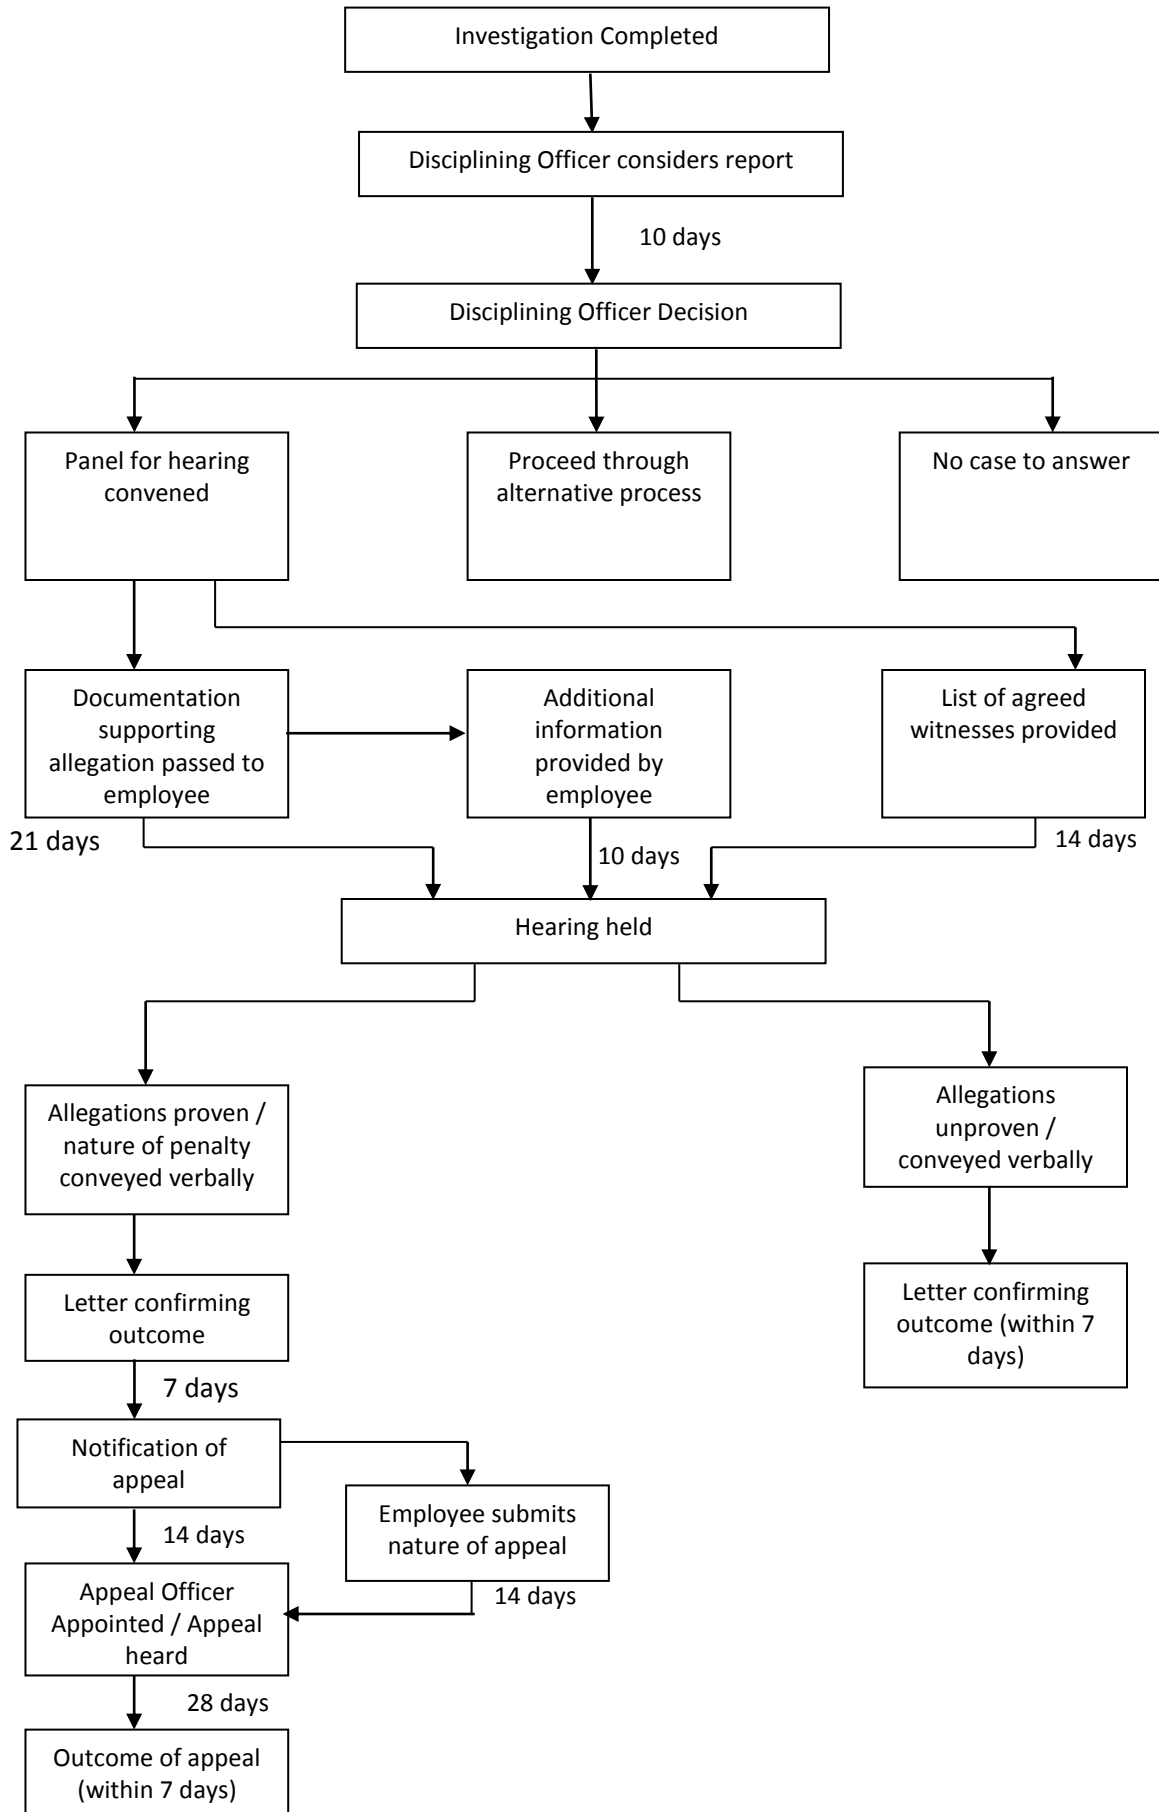 Investigation Completed
Disciplining Officer considers report
10 days
Disciplining Officer Decision
Panel for hearing
convened
Proceed through
alternative process
No case to answer
Documentation
supporting
allegation passed to
employee
Additional
information
provided by
employee
List of agreed
witnesses provided
21 days
10 days
14 days
Hearing held
Allegations proven /
nature of penalty
conveyed verbally
Allegations
unproven /
conveyed verbally
Letter confirming
outcome
Letter confirming
outcome (within 7
days)
7 days
Notification of
appeal
Employee submits
nature of appeal
14 days
14 days
Appeal Officer
Appointed / Appeal
heard
28 days
Outcome of appeal
(within 7 days)